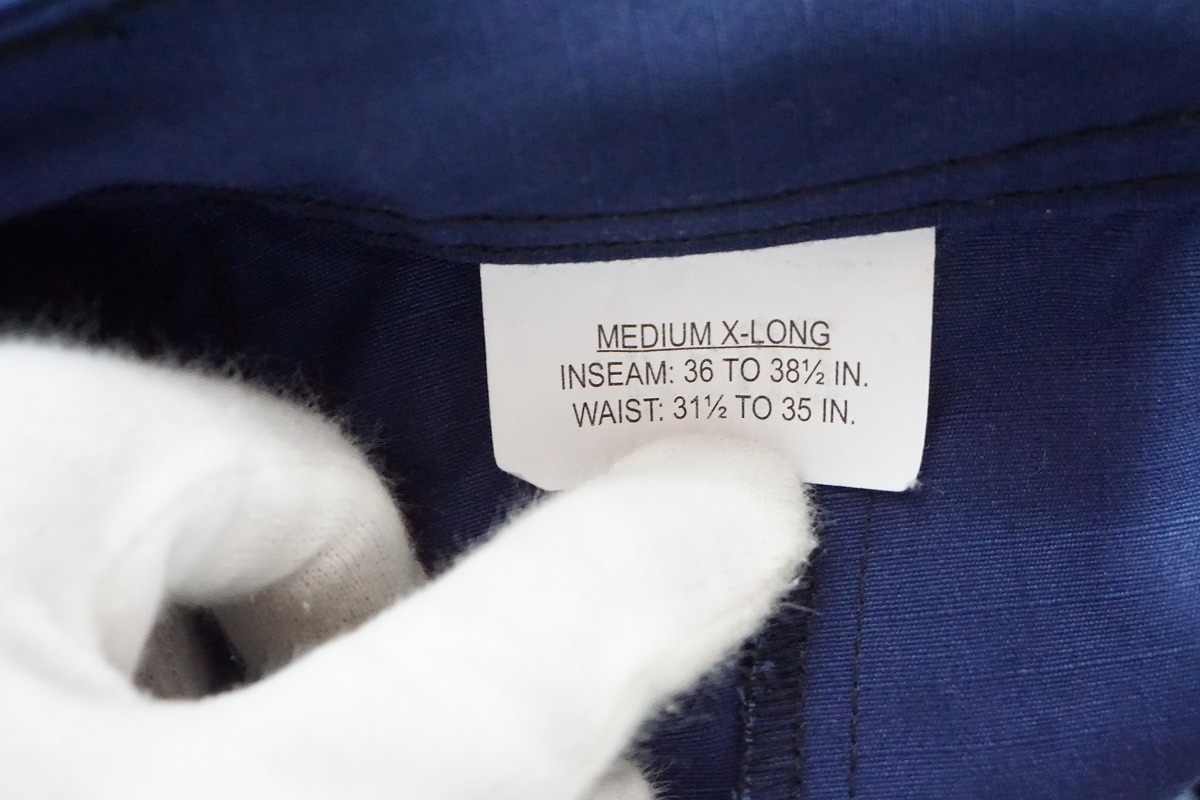 MEDIUM X-LONG
INSEAM: 36 TO 38½ IN.
WAIST: 31½ TO 35 IN.